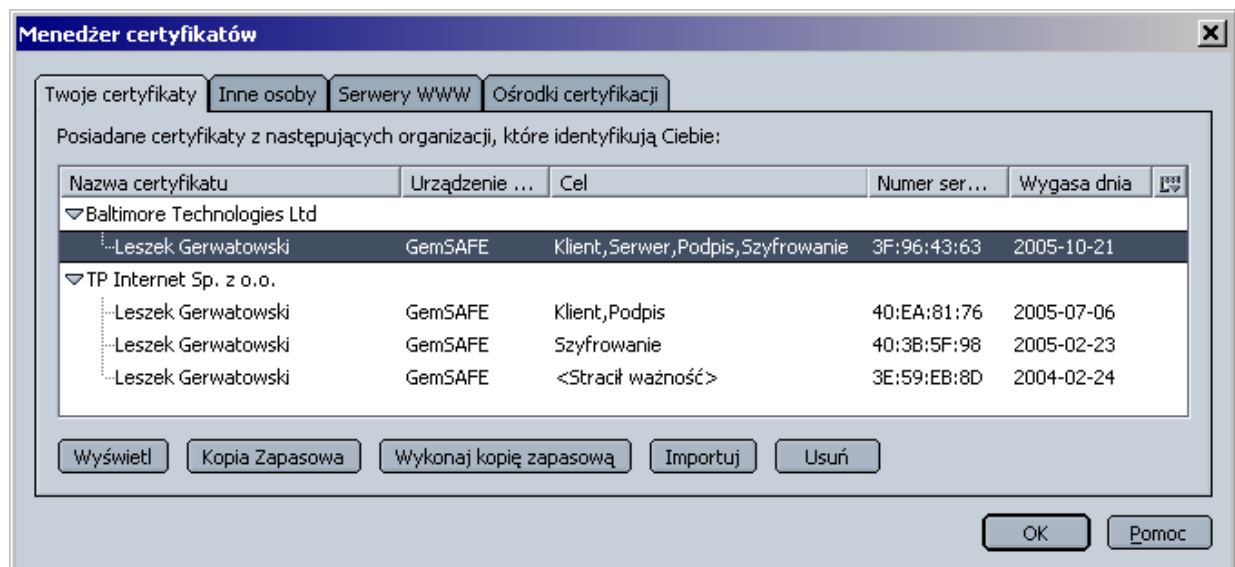 Menedżer certyfikatów
Twoje certyfikaty Inne osoby Serwery WWW Ośrodki certyfikacji
Posiadane certyfikaty z następujących organizacji, które identyfikują Ciebie:
Nazwa certyfikatu Urządzenie ... Cel Numer ser... Wygasa dnia
Baltimore Technologies Ltd
Leszek Gerwatowski GemSAFE Klient,Serwer,Podpis,Szyfrowanie 3F:96:43:63 2005-10-21
TP Internet Sp. z o.o.
Leszek Gerwatowski GemSAFE Klient,Podpis 40:EA:81:76 2005-07-06
Leszek Gerwatowski GemSAFE Szyfrowanie 40:3B:5F:98 2005-02-23
Leszek Gerwatowski GemSAFE <Stracił ważność> 3E:59:EB:8D 2004-02-24
Wyświetl Kopia Zapasowa Wykonaj kopię zapasową Importuj Usuń
OK Pomoc